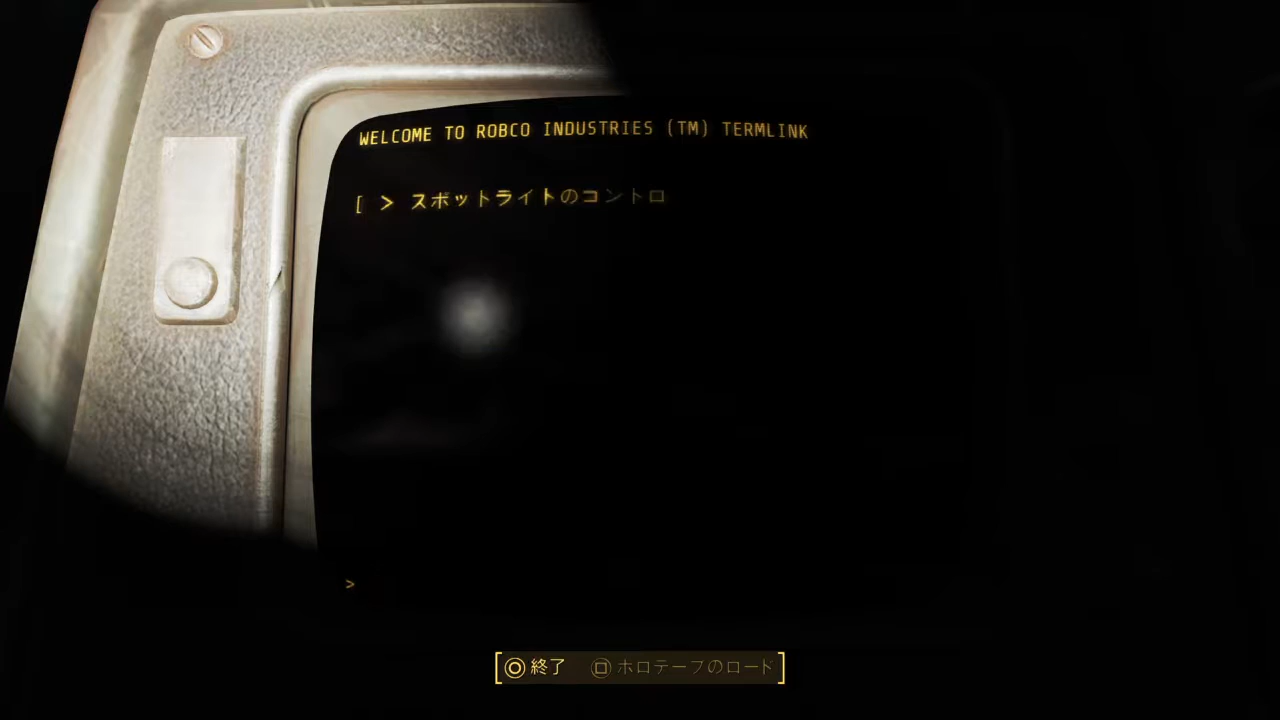 WELCOME TO ROBCO INDUSTRIES (TM) TERMLINK
[ > スポットライトのコントロ
>
終了 ホロテープのロード